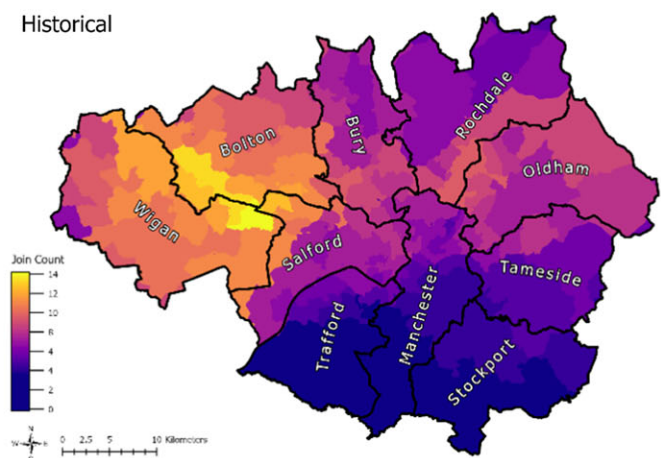 Historical
Bolton
Bury
Rochdale
Oldham
Wigan
Salford
Tameside
Trafford
Manchester
Stockport
Join Count
14
12
10
8
6
4
2
0
N
W
E
S
0 2.5 5 10 Kilometers